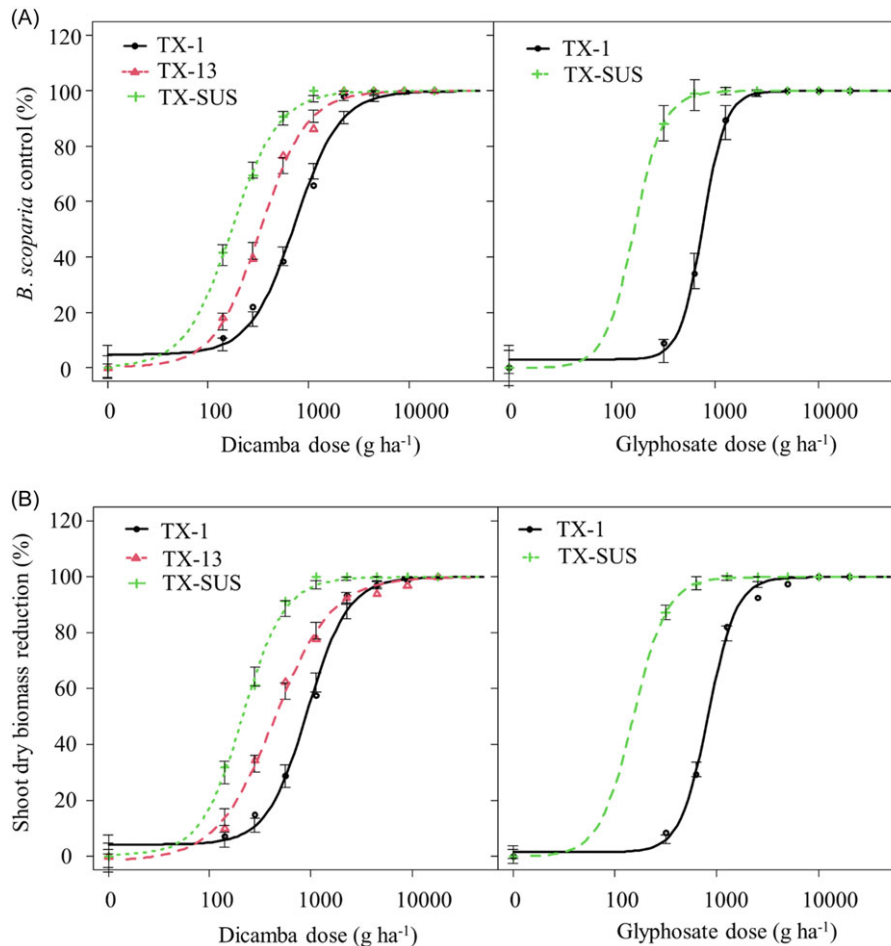 (A)
B. scoparia control (%)
120
100
80
60
40
20
0
TX-1
TX-13
TX-SUS
0 100 1000 10000
Dicamba dose (g ha⁻¹)
TX-1
TX-SUS
0 100 1000 10000
Glyphosate dose (g ha⁻¹)
(B)
Shoot dry biomass reduction (%)
120
100
80
60
40
20
0
TX-1
TX-13
TX-SUS
0 100 1000 10000
Dicamba dose (g ha⁻¹)
TX-1
TX-SUS
0 100 1000 10000
Glyphosate dose (g ha⁻¹)